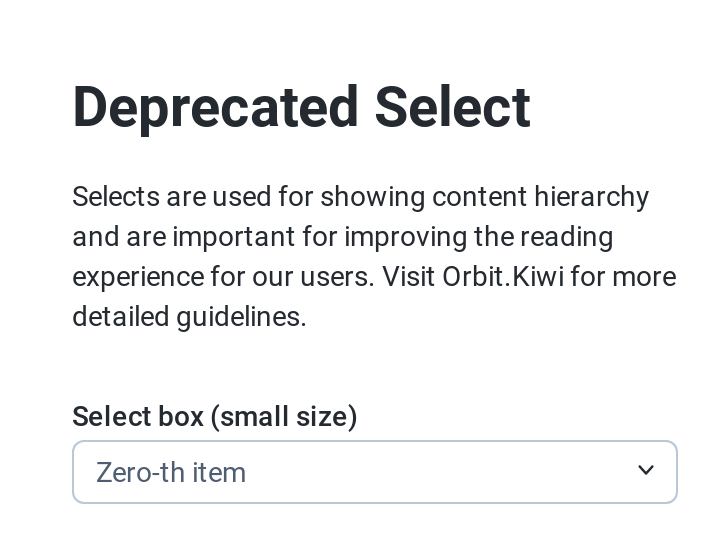 Deprecated Select
Selects are used for showing content hierarchy
and are important for improving the reading
experience for our users. Visit Orbit.Kiwi for more
detailed guidelines.
Select box (small size)
Zero-th item